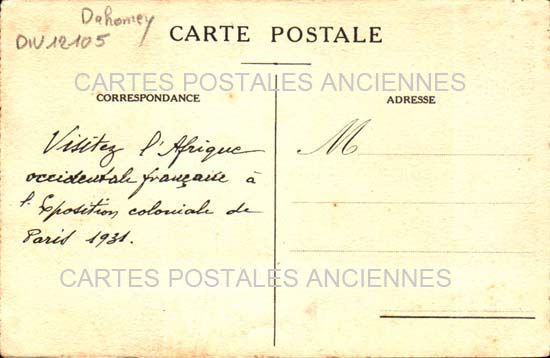 Dahomey
DIV12105
CARTE POSTALE
CARTES POSTALES ANCIENNES
CORRESPONDANCE
ADRESSE
Visitez l'Afrique
occidentale française à
l'Exposition coloniale de
Paris 1931.
M
CARTES POSTALES ANCIENNES